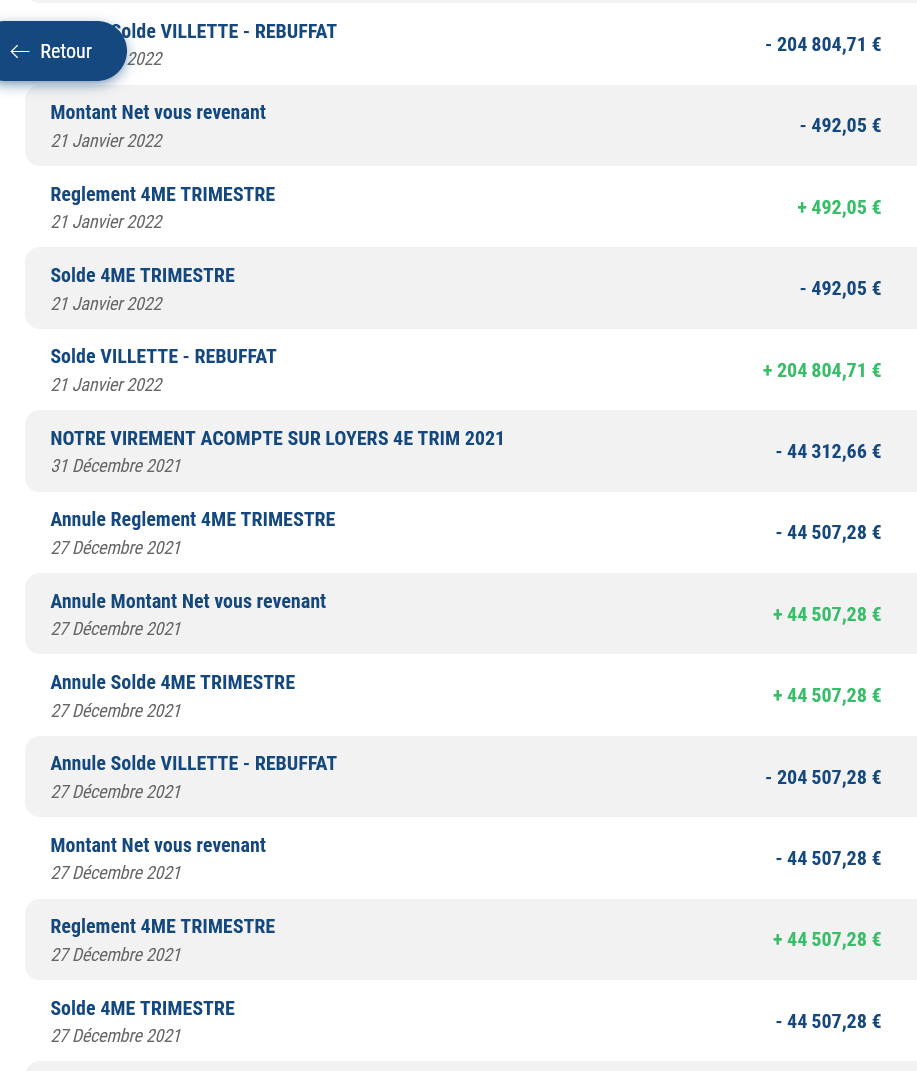 Solde VILLETTE - REBUFFAT
- 204 804,71 €
← Retour
2022
Montant Net vous revenant
- 492,05 €
21 Janvier 2022
Reglement 4ME TRIMESTRE
+ 492,05 €
21 Janvier 2022
Solde 4ME TRIMESTRE
- 492,05 €
21 Janvier 2022
Solde VILLETTE - REBUFFAT
+ 204 804,71 €
21 Janvier 2022
NOTRE VIREMENT ACOMPTE SUR LOYERS 4E TRIM 2021
- 44 312,66 €
31 Décembre 2021
Annule Reglement 4ME TRIMESTRE
- 44 507,28 €
27 Décembre 2021
Annule Montant Net vous revenant
+ 44 507,28 €
27 Décembre 2021
Annule Solde 4ME TRIMESTRE
+ 44 507,28 €
27 Décembre 2021
Annule Solde VILLETTE - REBUFFAT
- 204 507,28 €
27 Décembre 2021
Montant Net vous revenant
- 44 507,28 €
27 Décembre 2021
Reglement 4ME TRIMESTRE
+ 44 507,28 €
27 Décembre 2021
Solde 4ME TRIMESTRE
- 44 507,28 €
27 Décembre 2021